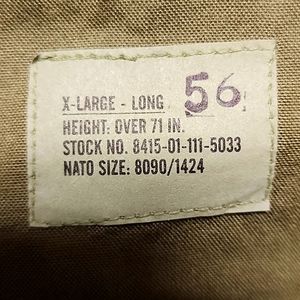 X-LARGE - LONG 56
HEIGHT: OVER 71 IN.
STOCK NO. 8415-01-111-5033
NATO SIZE: 8090/1424